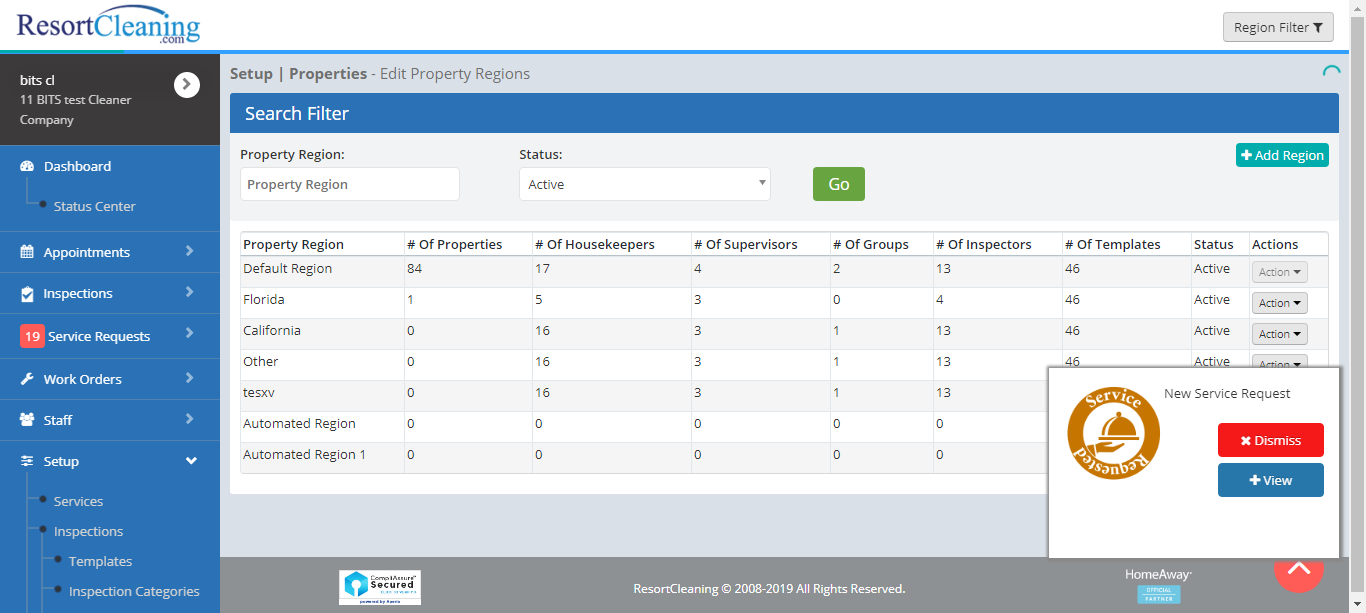 ResortCleaning
.com
Region Filter
bits cl
11 BITS test Cleaner
Company
Setup | Properties - Edit Property Regions
Search Filter
Dashboard
Status Center
Appointments
Inspections
19 Service Requests
Work Orders
Staff
Setup
Services
Inspections
Templates
Inspection Categories
Property Region: Status:
Add Region
Property Region Active Go
Property Region # Of Properties # Of Housekeepers # Of Supervisors # Of Groups # Of Inspectors # Of Templates Status Actions
Default Region 84 17 4 2 13 46 Active Action
Florida 1 5 3 0 4 46 Active Action
California 0 16 3 1 13 46 Active Action
Other 0 16 3 1 13 46 Active Action
tesxv 0 16 3 1 13
Automated Region 0 0 0 0 0
Automated Region 1 0 0 0 0 0
Service
Requested
New Service Request
Dismiss
View
CompliAssure
Secured
powered by
ResortCleaning © 2008-2019 All Rights Reserved.
HomeAway
OFFICIAL
PARTNER